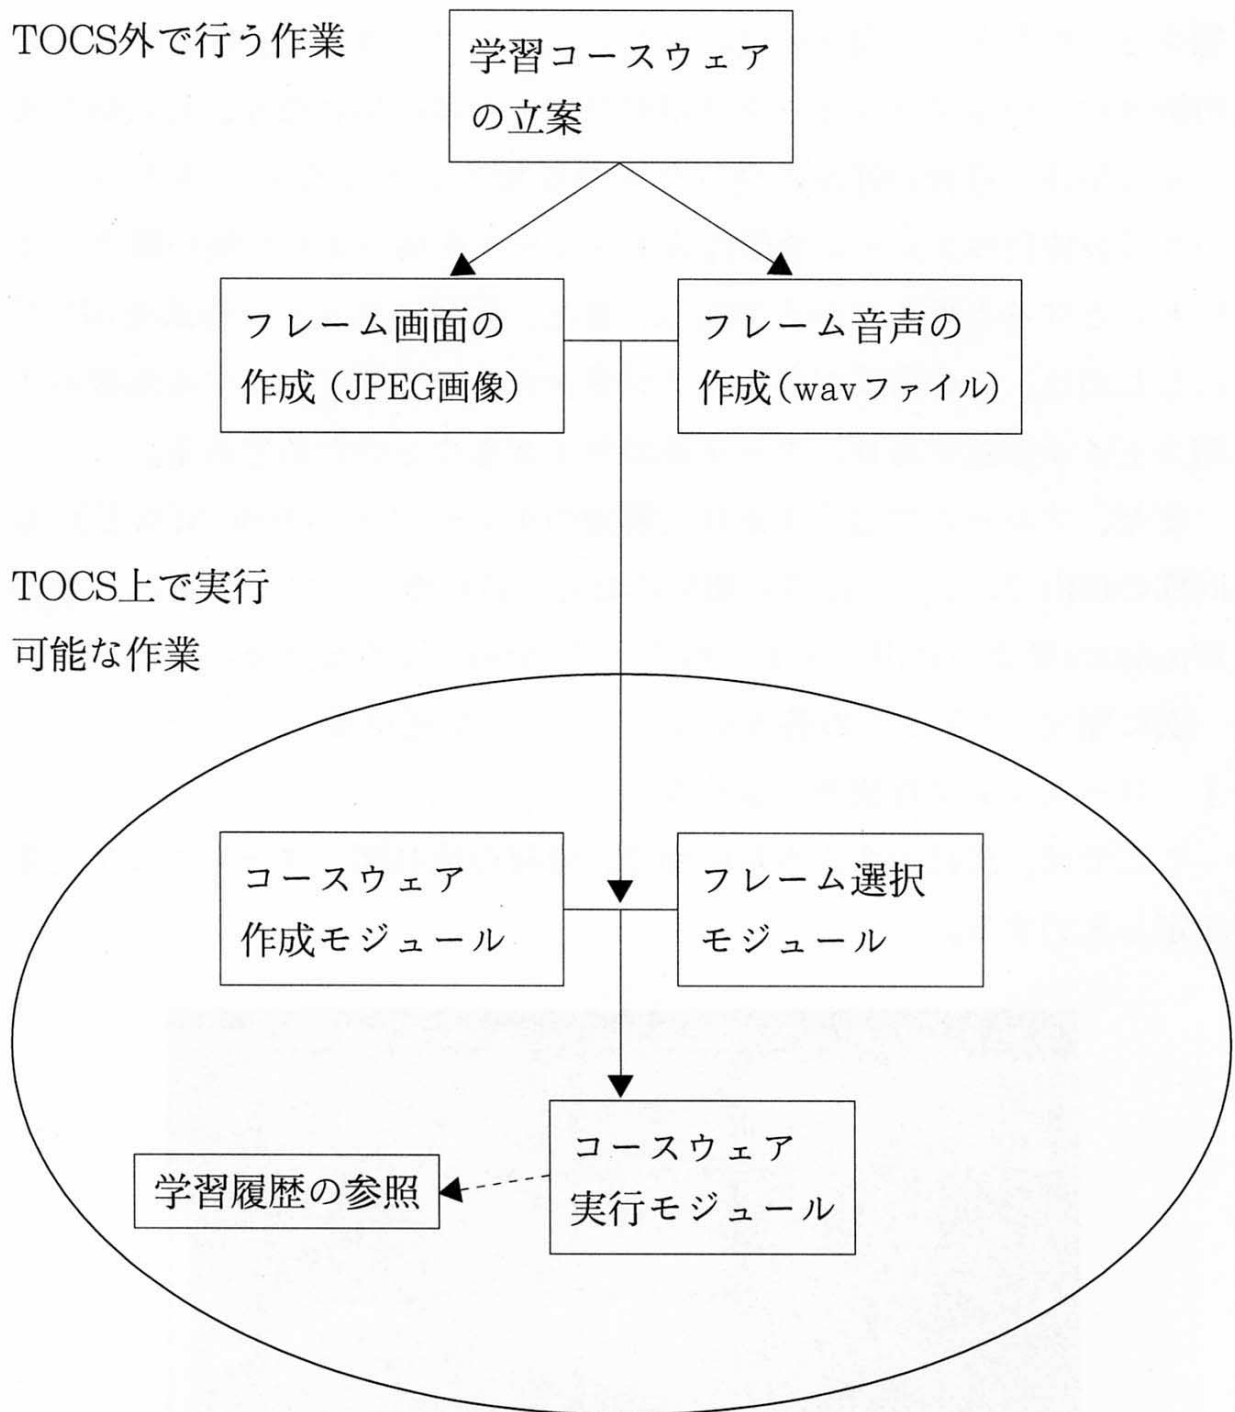 TOCS外で行う作業
学習コースウェア
の立案
フレーム画面の
作成（JPEG画像）
フレーム音声の
作成（wavファイル）
TOCS上で実行
可能な作業
コースウェア
作成モジュール
フレーム選択
モジュール
コースウェア
実行モジュール
学習履歴の参照